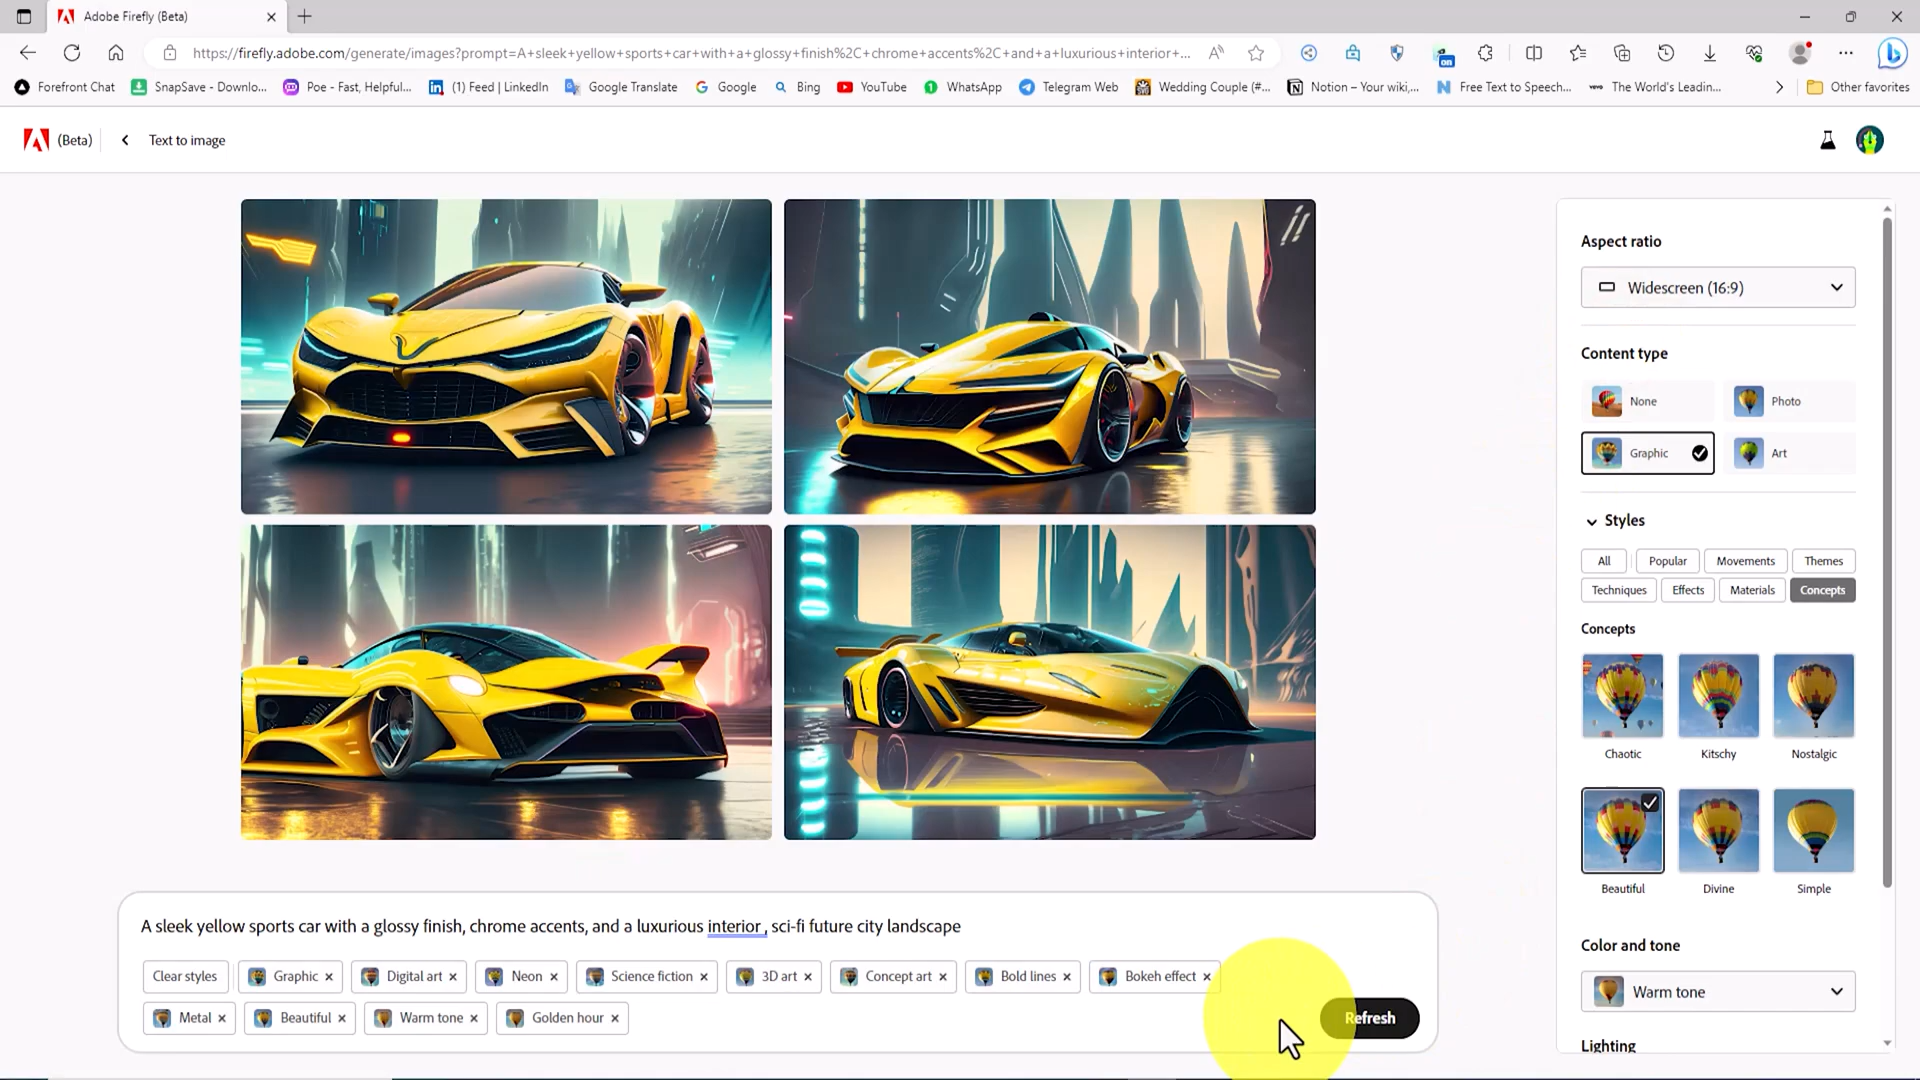 Adobe Firefly (Beta)
https://firefly.adobe.com/generate/images?prompt=A+sleek+yellow+sports+car+with+a+glossy+finish%2C+chrome+accents%2C+and+a+luxurious+interior+...
on
Forefront Chat
SnapSave - Downlo...
Poe - Fast, Helpful...
(1) Feed | LinkedIn
Google Translate
Google
Bing
YouTube
WhatsApp
Telegram Web
Wedding Couple (#...
Notion – Your wiki,...
Free Text to Speech...
The World's Leadin...
Other favorites
(Beta)
Text to image
Aspect ratio
Widescreen (16:9)
Content type
None
Photo
Graphic
Art
Styles
All
Popular
Movements
Themes
Techniques
Effects
Materials
Concepts
Concepts
Chaotic
Kitschy
Nostalgic
Beautiful
Divine
Simple
Color and tone
Warm tone
Lighting
A sleek yellow sports car with a glossy finish, chrome accents, and a luxurious interior , sci-fi future city landscape
Clear styles
Graphic
Digital art
Neon
Science fiction
3D art
Concept art
Bold lines
Bokeh effect
Metal
Beautiful
Warm tone
Golden hour
Refresh